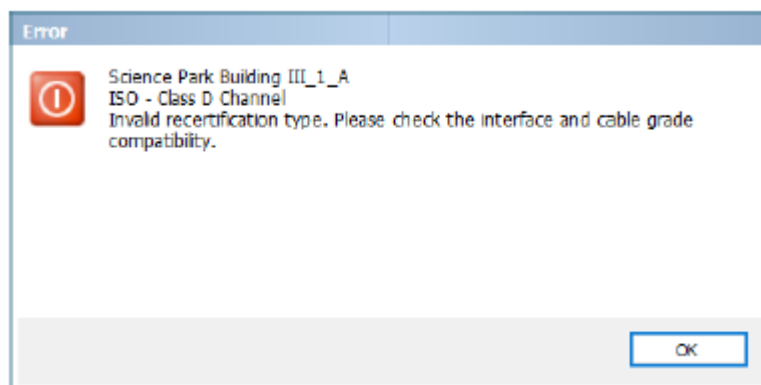 Error
Science Park Building III_1_A
ISO - Class D Channel
Invalid recertification type. Please check the interface and cable grade
compatibility.
OK